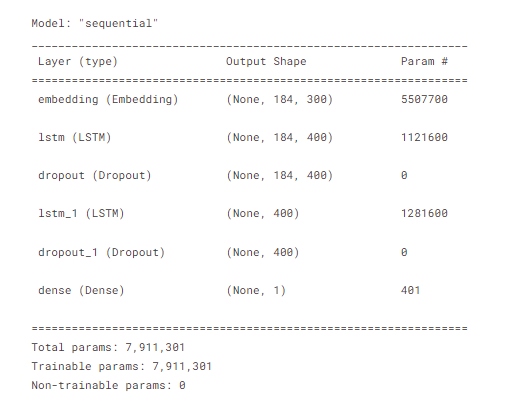 Model: "sequential"
_________________________________________________________________
Layer (type) Output Shape Param #
=================================================================
embedding (Embedding) (None, 184, 300) 5507700
lstm (LSTM) (None, 184, 400) 1121600
dropout (Dropout) (None, 184, 400) 0
lstm_1 (LSTM) (None, 400) 1281600
dropout_1 (Dropout) (None, 400) 0
dense (Dense) (None, 1) 401
=================================================================
Total params: 7,911,301
Trainable params: 7,911,301
Non-trainable params: 0